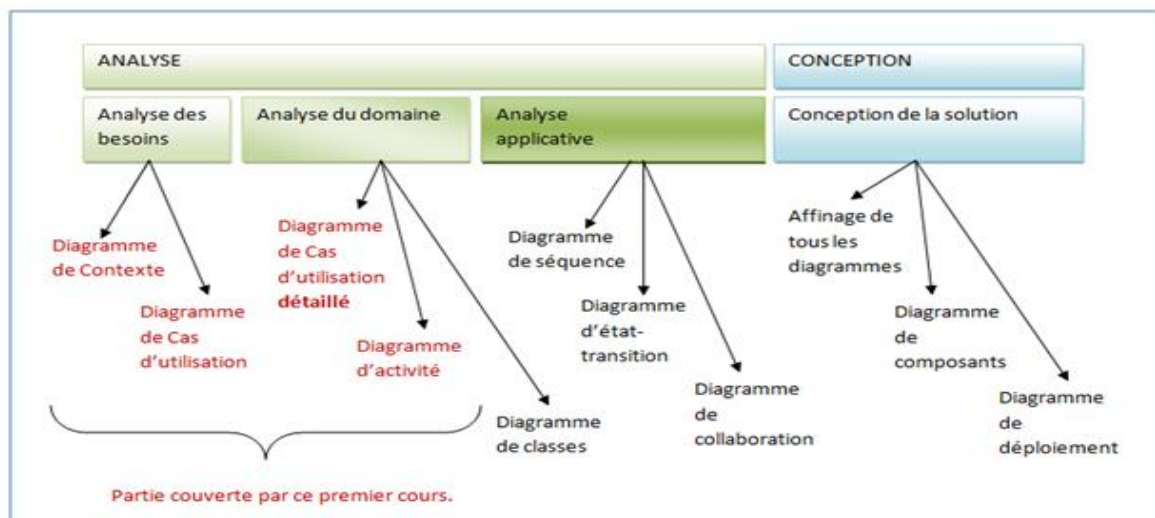 ANALYSE
CONCEPTION
Analyse des
besoins
Analyse du domaine
Analyse
applicative
Conception de la solution
Diagramme
de Contexte
Diagramme
de Cas
d'utilisation
Diagramme
de Cas
d'utilisation
détaillé
Diagramme
d'activité
Diagramme
de classes
Diagramme
de séquence
Diagramme
d'état-
transition
Diagramme
de
collaboration
Affinage de
tous les
diagrammes
Diagramme
de
composants
Diagramme
de
déploiement
Partie couverte par ce premier cours.